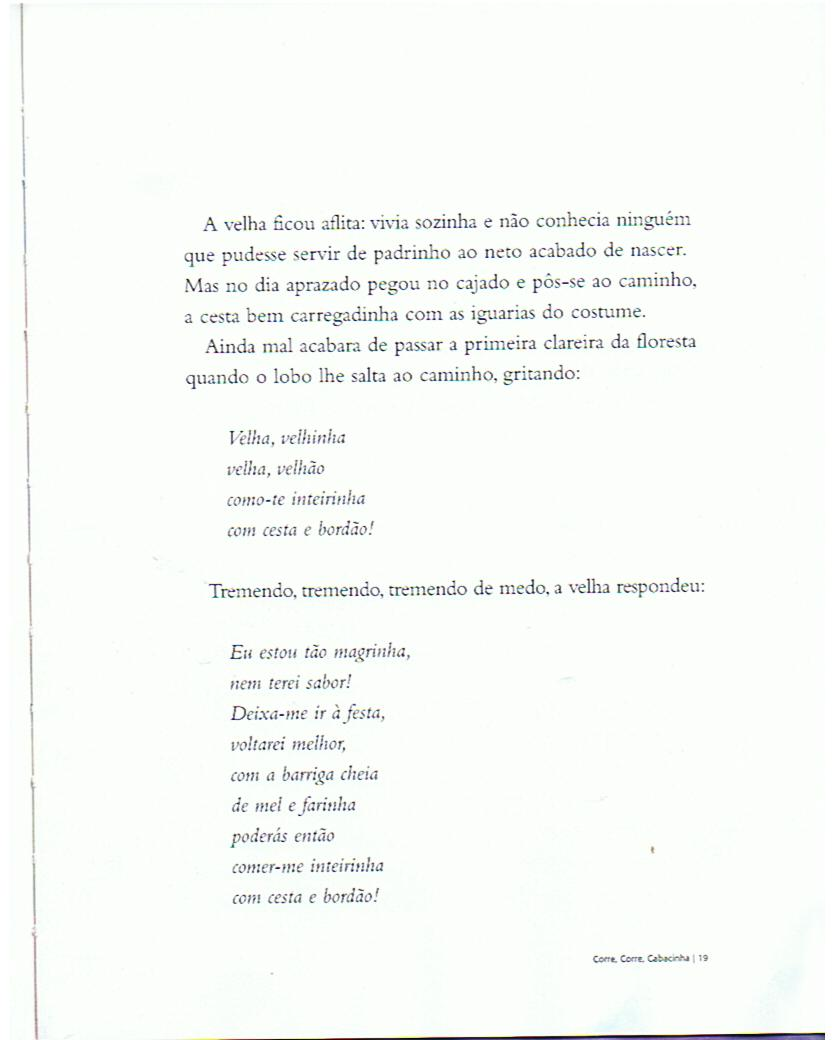 A velha ficou aflita: vivia sozinha e não conhecia ninguém
que pudesse servir de padrinho ao neto acabado de nascer.
Mas no dia aprazado pegou no cajado e pôs-se ao caminho,
a cesta bem carregadinha com as iguarias do costume.
Ainda mal acabara de passar a primeira clareira da floresta
quando o lobo lhe salta ao caminho, gritando:
Velha, velhinha
velha, velhão
como-te inteirinha
com cesta e bordão!
Tremendo, tremendo, tremendo de medo, a velha respondeu:
Eu estou tão magrinha,
nem terei sabor!
Deixa-me ir à festa,
voltarei melhor,
com a barriga cheia
de mel e farinha
poderás então
comer-me inteirinha
com cesta e bordão!
Corre, Corre, Cabacinha | 19